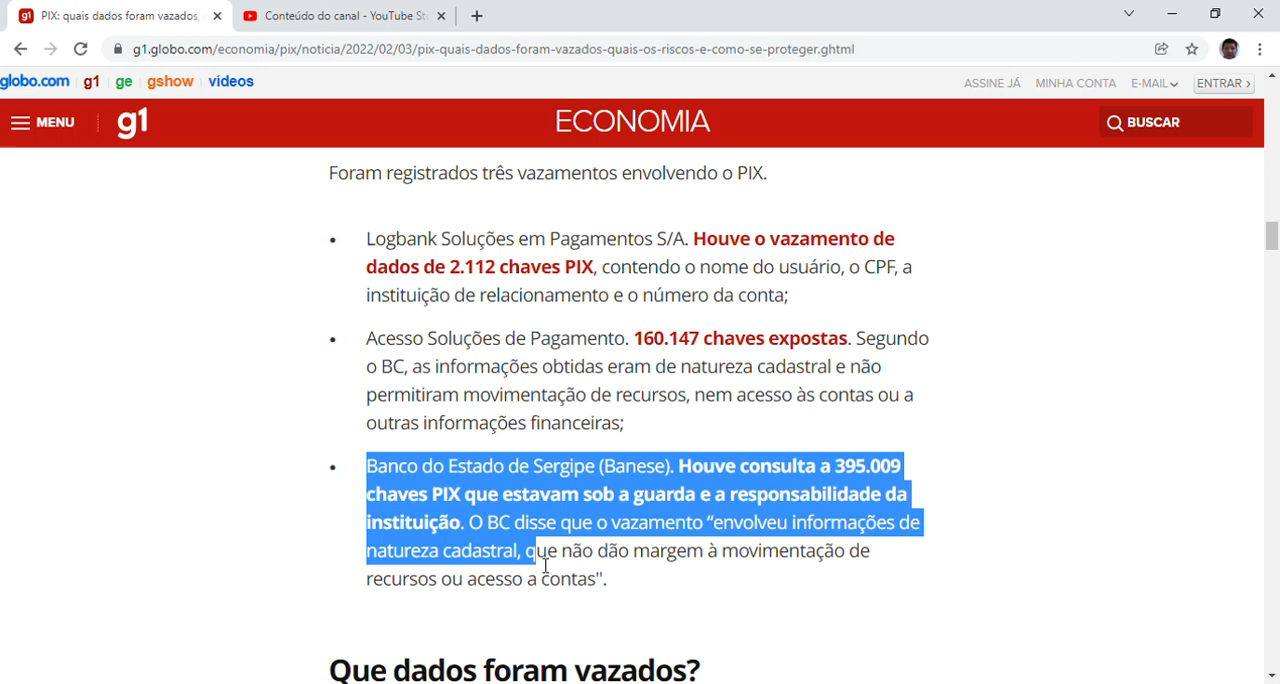 PIX: quais dados foram vazados,
Conteúdo do canal - YouTube St
g1.globo.com/economia/pix/noticia/2022/02/03/pix-quais-dados-foram-vazados-quais-os-riscos-e-como-se-proteger.ghtml
globo.com g1 ge gshow vídeos ASSINE JÁ MINHA CONTA E-MAIL ENTRAR
MENU g1 ECONOMIA BUSCAR
Foram registrados três vazamentos envolvendo o PIX.
• Logbank Soluções em Pagamentos S/A. Houve o vazamento de
dados de 2.112 chaves PIX, contendo o nome do usuário, o CPF, a
instituição de relacionamento e o número da conta;
• Acesso Soluções de Pagamento. 160.147 chaves expostas. Segundo
o BC, as informações obtidas eram de natureza cadastral e não
permitiram movimentação de recursos, nem acesso às contas ou a
outras informações financeiras;
• Banco do Estado de Sergipe (Banese). Houve consulta a 395.009
chaves PIX que estavam sob a guarda e a responsabilidade da
instituição. O BC disse que o vazamento “envolveu informações de
natureza cadastral, que não dão margem à movimentação de
recursos ou acesso a contas".
Que dados foram vazados?